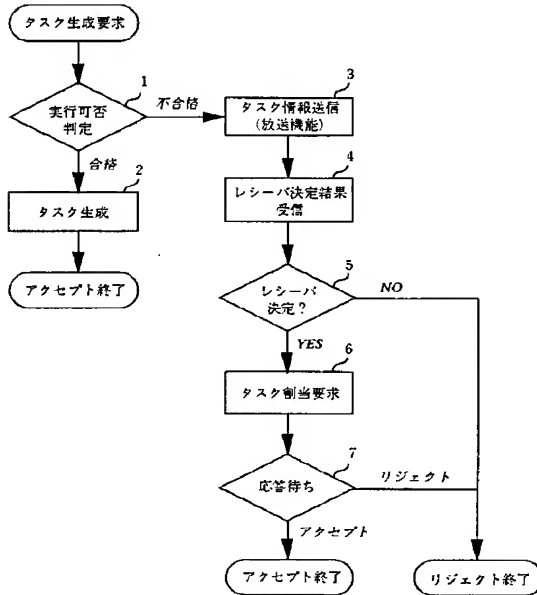 タスク生成要求
1
実行可否
判定
不合格
合格
2
タスク生成
アクセプト終了
3
タスク情報送信
(放送機能)
4
レシーバ決定結果
受信
5
レシーバ
決定?
NO
YES
6
タスク割当要求
7
応答待ち
リジェクト
アクセプト
アクセプト終了
リジェクト終了